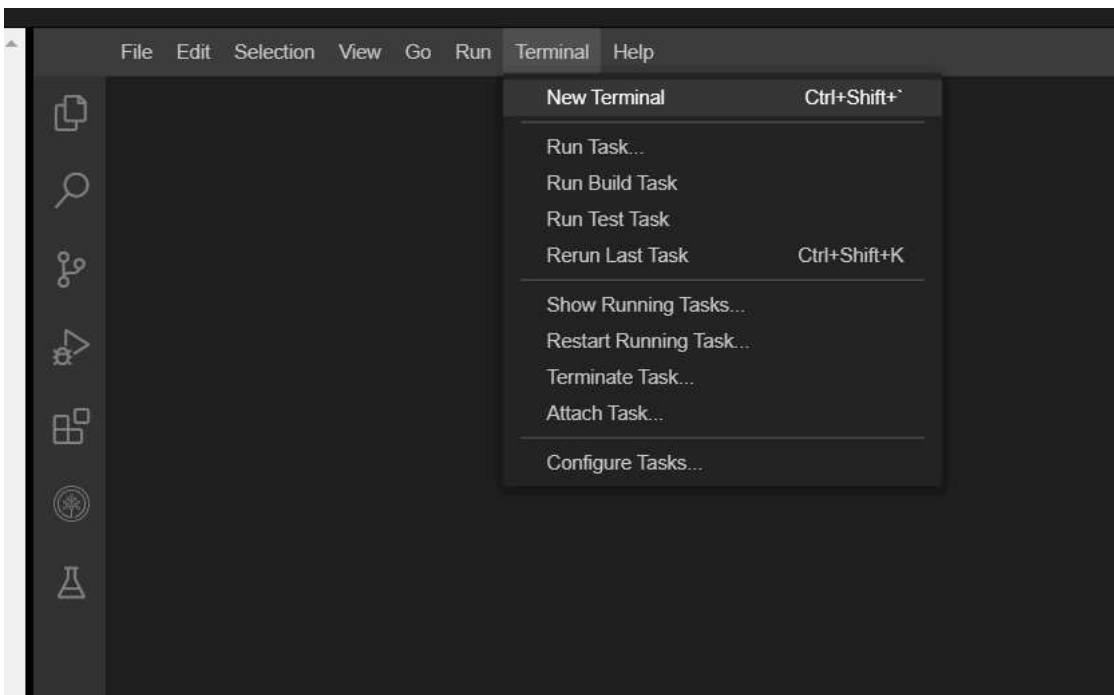 File Edit Selection View Go Run Terminal Help
New Terminal Ctrl+Shift+`
Run Task...
Run Build Task
Run Test Task
Rerun Last Task Ctrl+Shift+K
Show Running Tasks...
Restart Running Task...
Terminate Task...
Attach Task...
Configure Tasks...